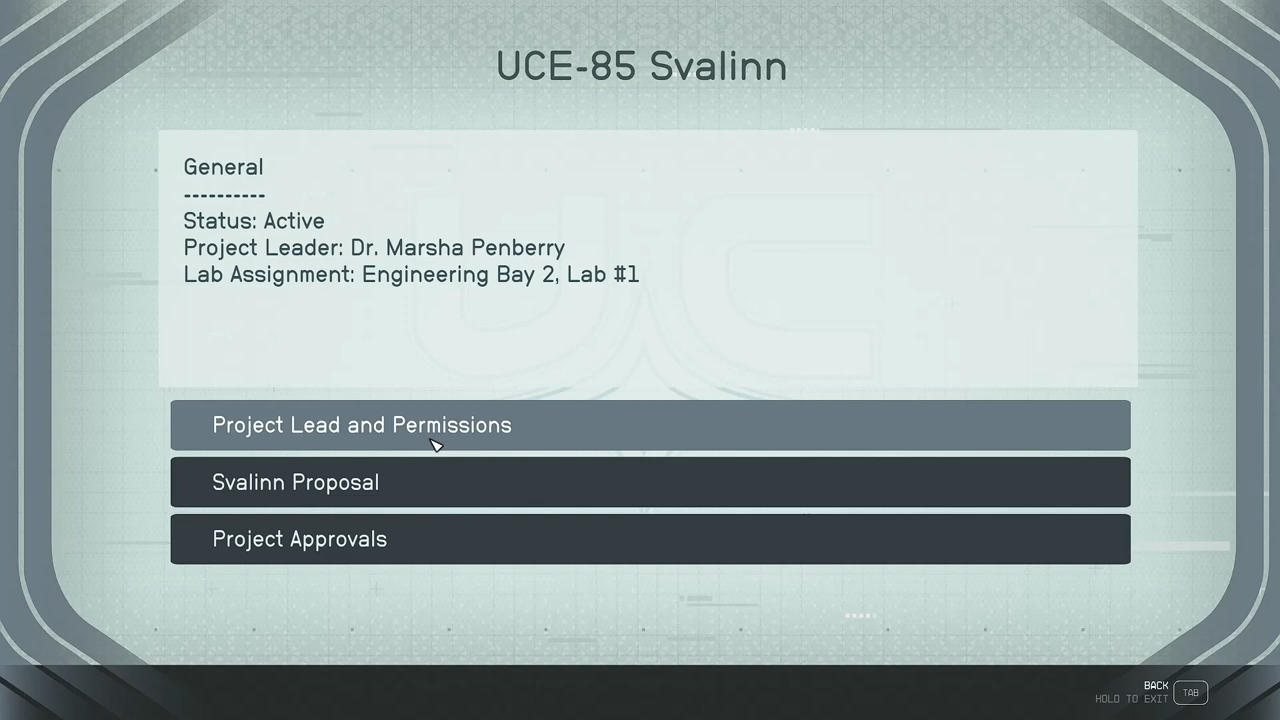 UCE-85 Svalinn
General
----------
Status: Active
Project Leader: Dr. Marsha Penberry
Lab Assignment: Engineering Bay 2, Lab #1
UC
Project Lead and Permissions
Svalinn Proposal
Project Approvals
BACK
HOLD TO EXIT TAB